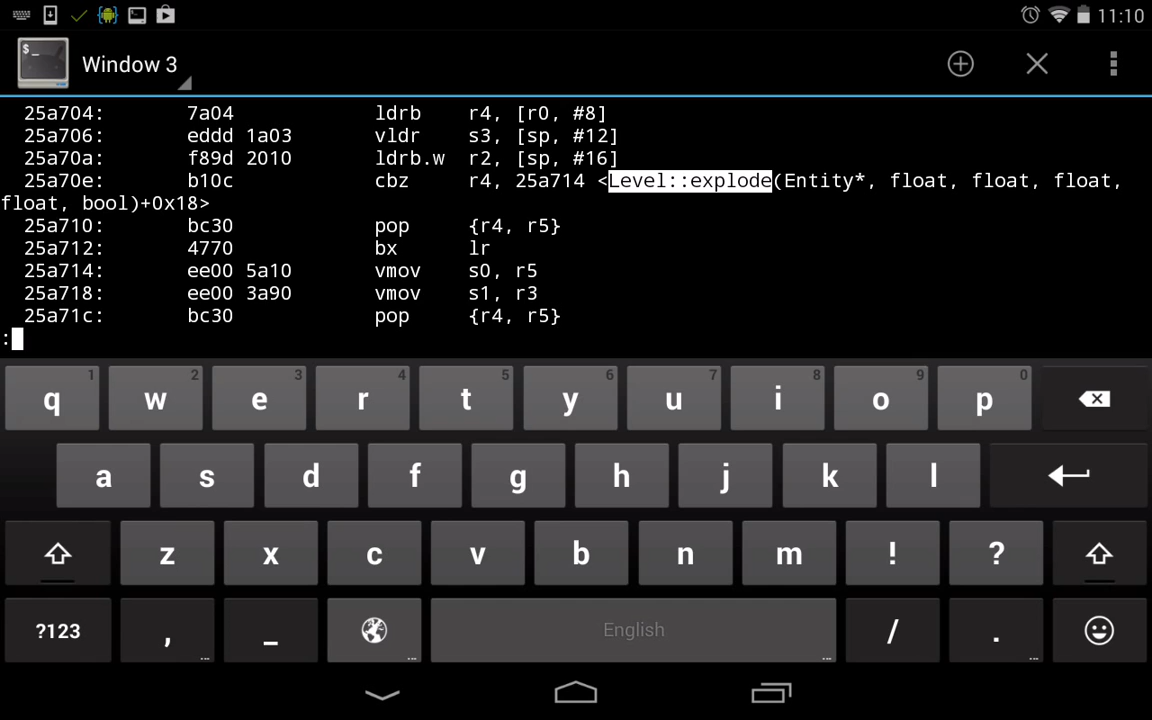 11:10
Window 3
25a704: 7a04 ldrb r4, [r0, #8]
25a706: eddd 1a03 vldr s3, [sp, #12]
25a70a: f89d 2010 ldrb.w r2, [sp, #16]
25a70e: b10c cbz r4, 25a714 <Level::explode(Entity*, float, float, float,
float, bool)+0x18>
25a710: bc30 pop {r4, r5}
25a712: 4770 bx lr
25a714: ee00 5a10 vmov s0, r5
25a718: ee00 3a90 vmov s1, r3
25a71c: bc30 pop {r4, r5}
:
q 1 w 2 e 3 r 4 t 5 y 6 u 7 i 8 o 9 p 0
a s d f g h j k l
z x c v b n m ! ?
?123 , ... _ ... English ... / . ...